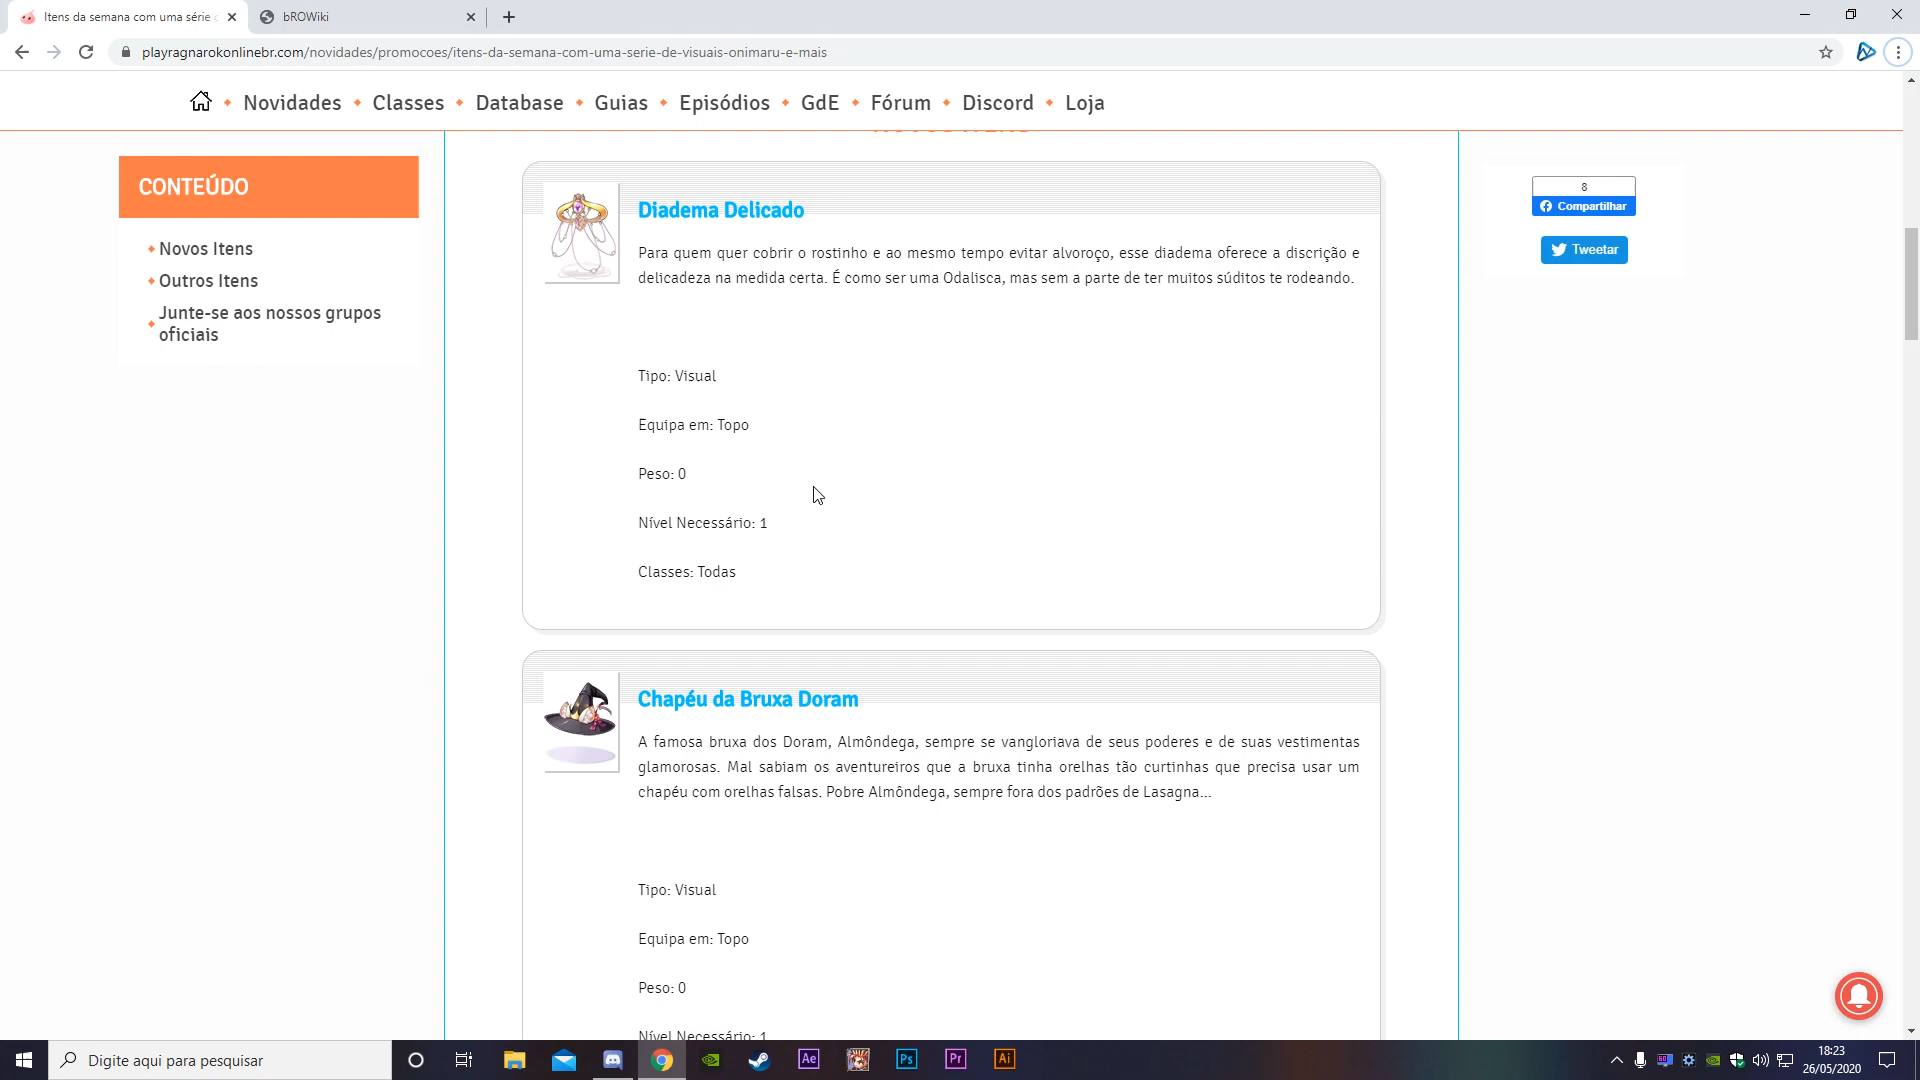 Itens da semana com uma série
bROWiki
playragnarokonlinebr.com/novidades/promocoes/itens-da-semana-com-uma-serie-de-visuais-onimaru-e-mais
Novidades Classes Database Guias Episódios GdE Fórum Discord Loja
CONTEÚDO
Novos Itens
Outros Itens
Junte-se aos nossos grupos
oficiais
Diadema Delicado
Para quem quer cobrir o rostinho e ao mesmo tempo evitar alvoroço, esse diadema oferece a discrição e
delicadeza na medida certa. É como ser uma Odalisca, mas sem a parte de ter muitos súditos te rodeando.
Tipo: Visual
Equipa em: Topo
Peso: 0
Nível Necessário: 1
Classes: Todas
Chapéu da Bruxa Doram
A famosa bruxa dos Doram, Almôndega, sempre se vangloriava de seus poderes e de suas vestimentas
glamorosas. Mal sabiam os aventureiros que a bruxa tinha orelhas tão curtinhas que precisa usar um
chapéu com orelhas falsas. Pobre Almôndega, sempre fora dos padrões de Lasagna...
Tipo: Visual
Equipa em: Topo
Peso: 0
Nível Necessário: 1
8
Compartilhar
Tweetar
Digite aqui para pesquisar
Ae
Ps
Pr
Ai
18:23
26/05/2020